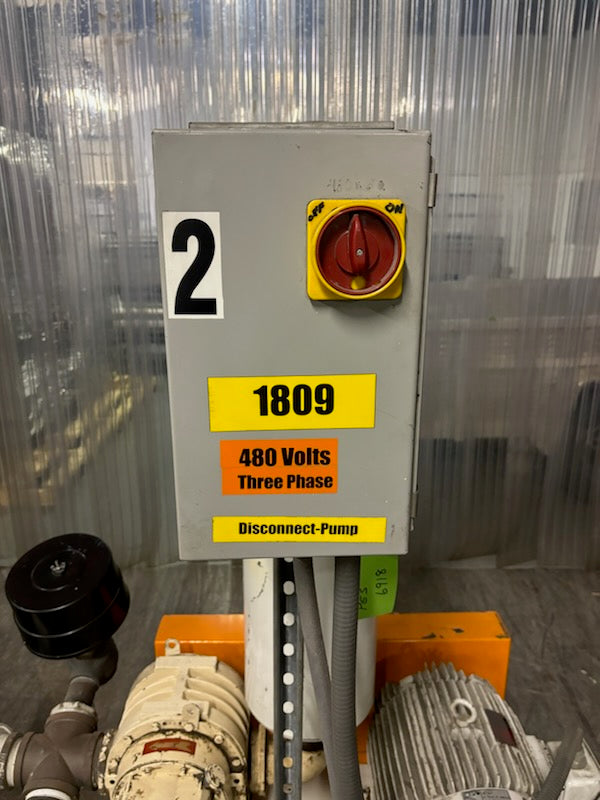 OFF
ON
2
1809
480 Volts
Three Phase
Disconnect-Pump